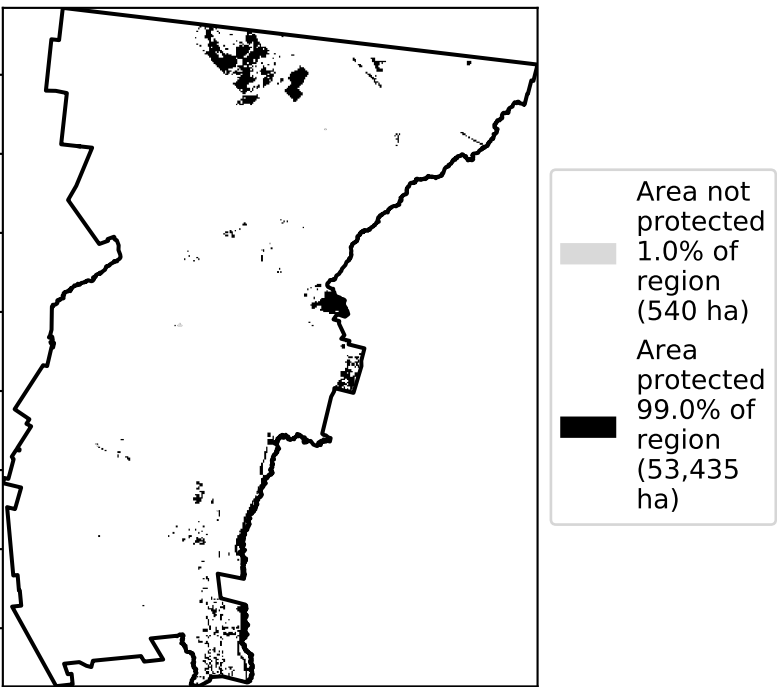 Area not
protected
1.0% of
region
(540 ha)
Area
protected
99.0% of
region
(53,435
ha)